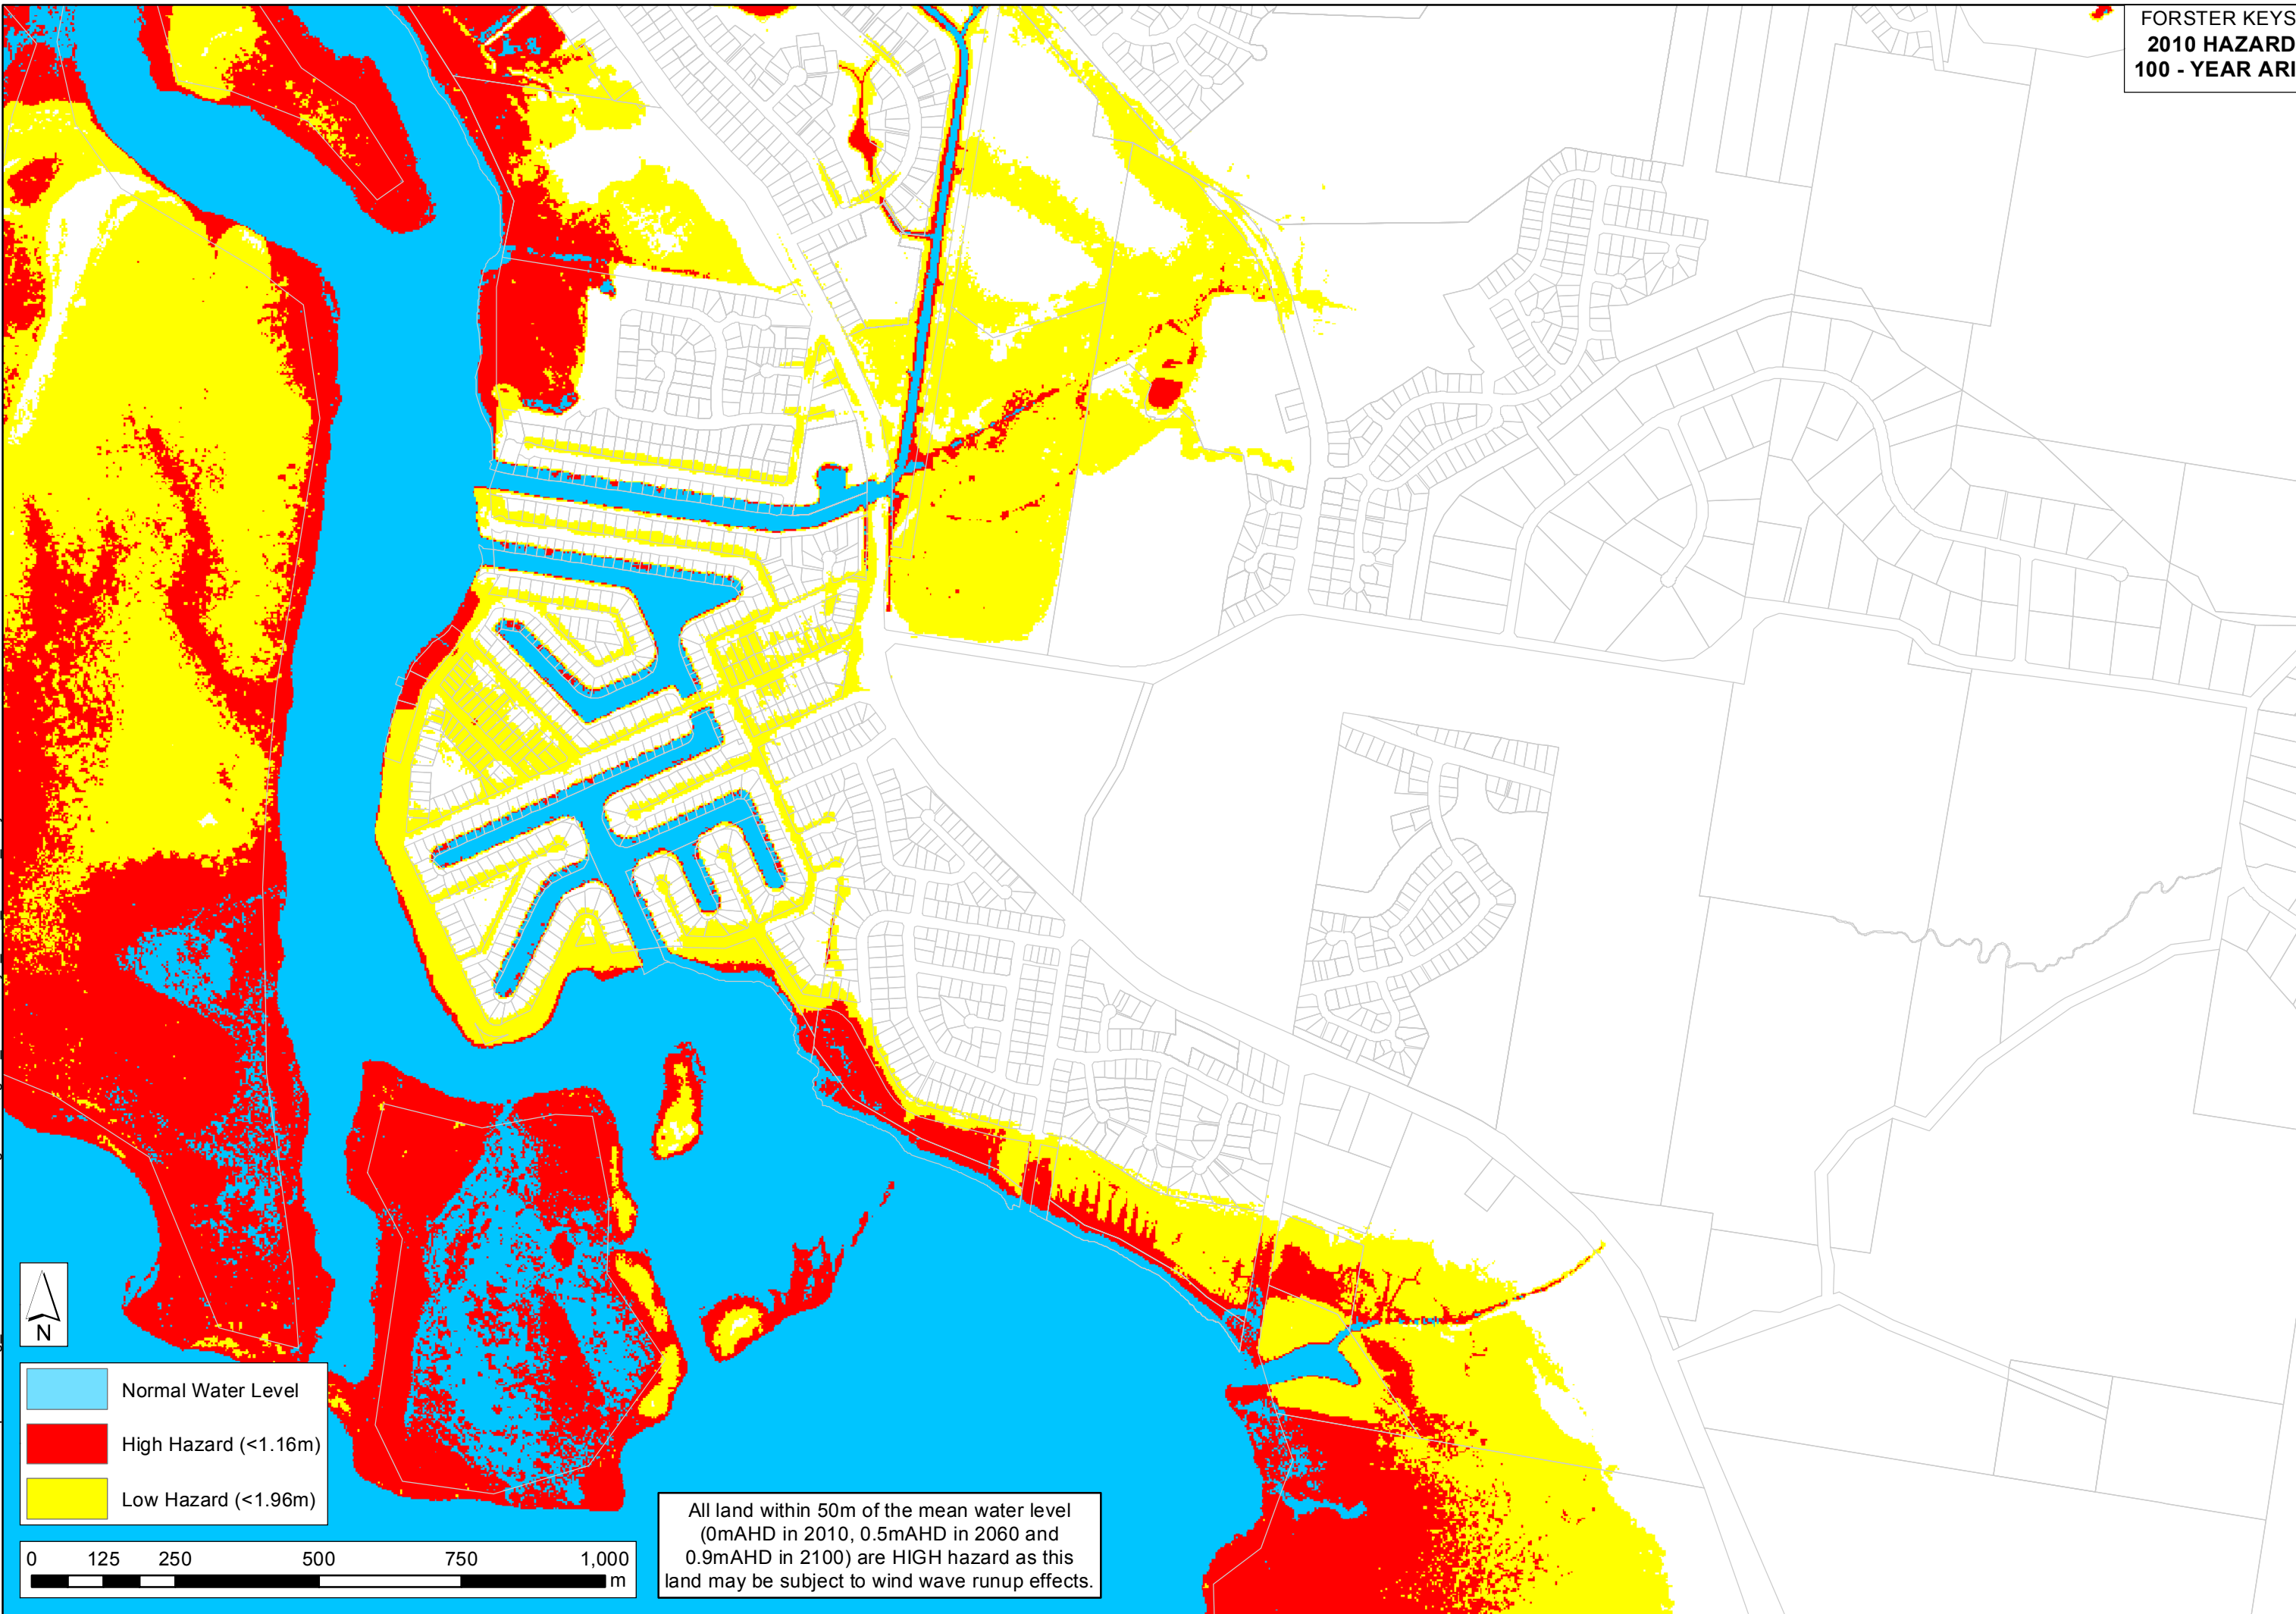 FORSTER KEYS
2010 HAZARD
100 - YEAR ARI
N
Normal Water Level
High Hazard (<1.16m)
Low Hazard (<1.96m)
0 125 250 500 750 1,000
m
All land within 50m of the mean water level
(0mAHD in 2010, 0.5mAHD in 2060 and
0.9mAHD in 2100) are HIGH hazard as this
land may be subject to wind wave runup effects.